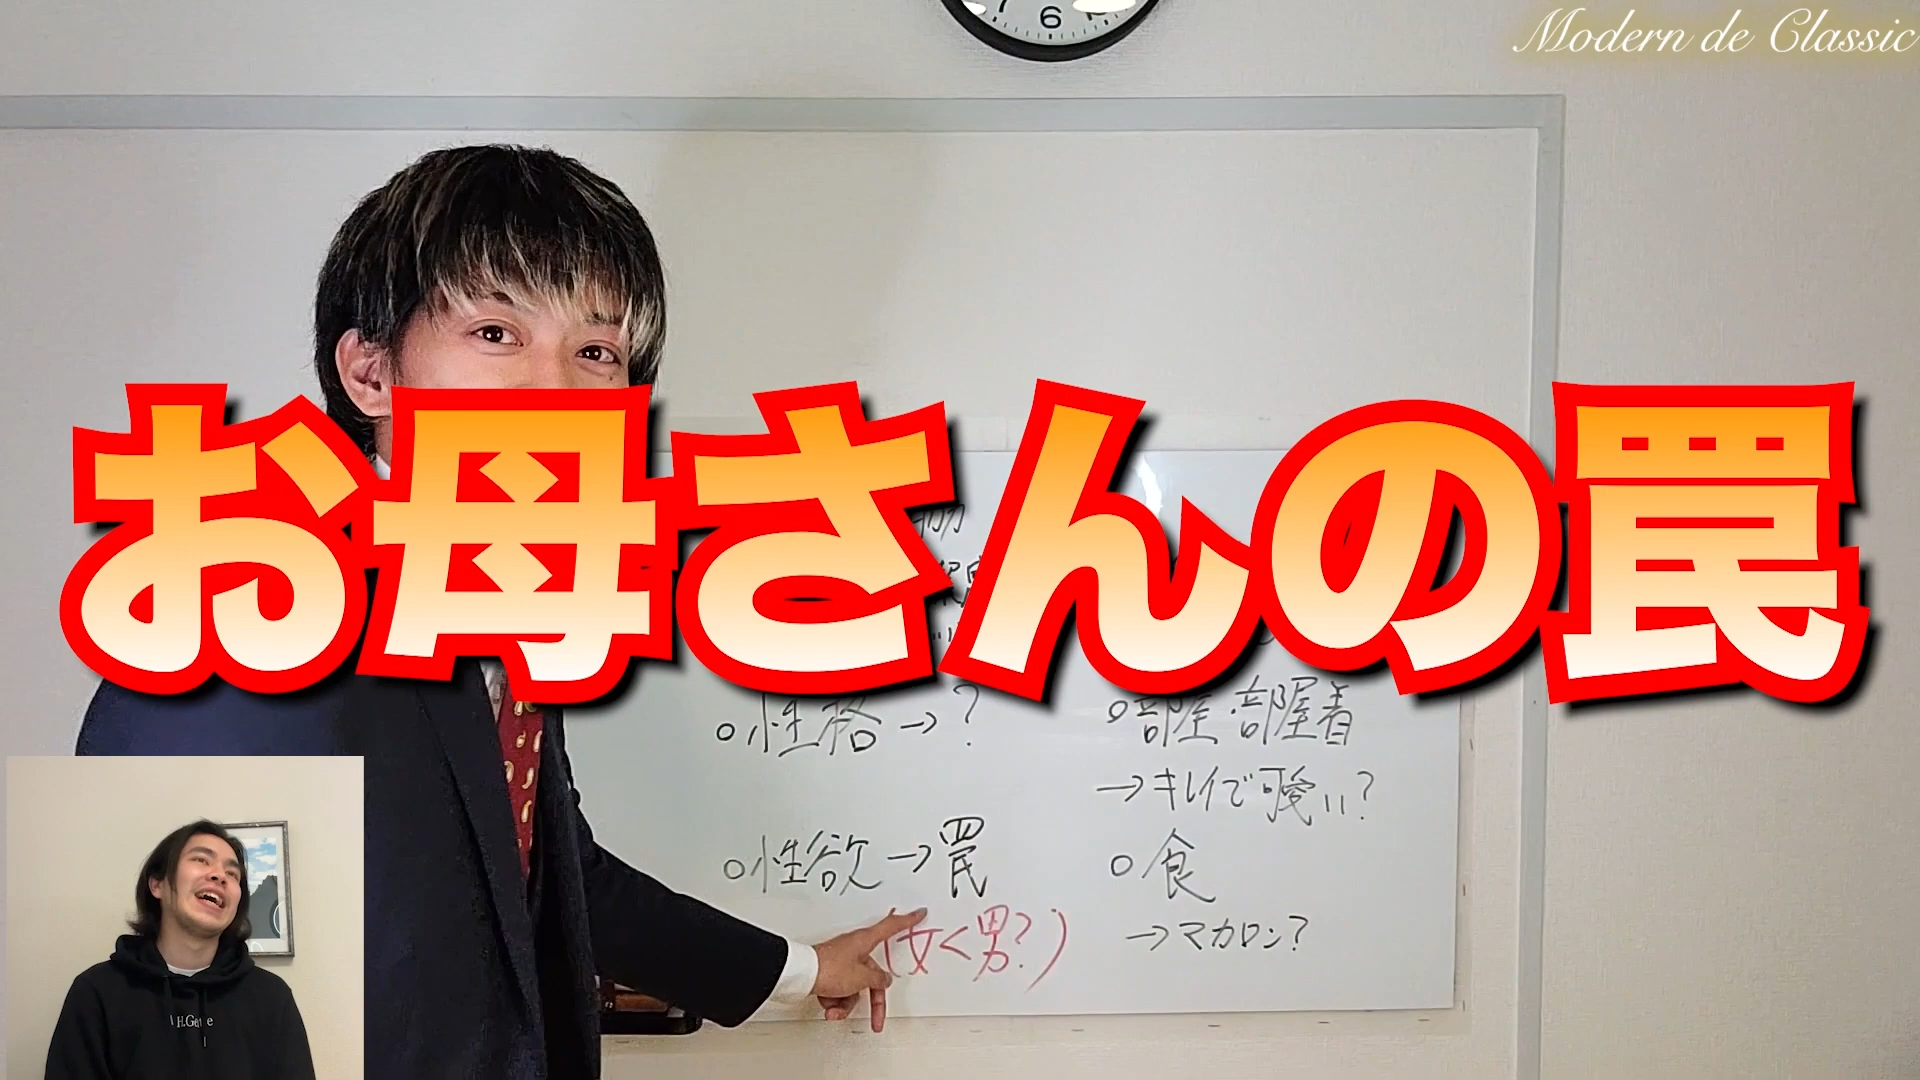 6
Modern de Classic
お母さんの罠
○性格→?
○性欲→罠
(女<男?)
○部屋・部屋着
→キレイで可愛い?
○食
→マカロン?